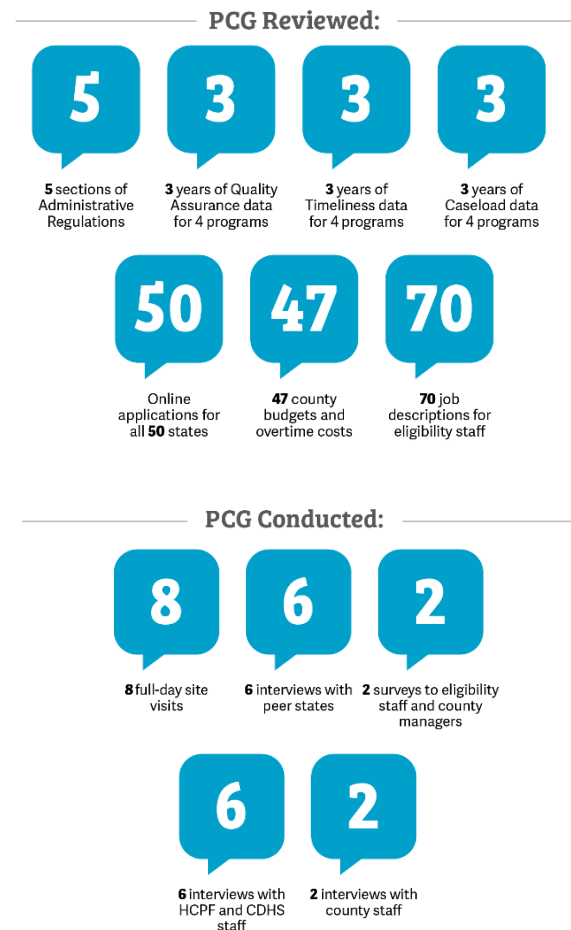 PCG Reviewed:
5 3 3 3
5 sections of
Administrative
Regulations
3 years of Quality
Assurance data
for 4 programs
3 years of
Timeliness data
for 4 programs
3 years of
Caseload data
for 4 programs
50 47 70
Online
applications for
all 50 states
47 county
budgets and
overtime costs
70 job
descriptions for
eligibility staff
PCG Conducted:
8 6 2
8 full-day site
visits
6 interviews with
peer states
2 surveys to eligibility
staff and county
managers
6 2
6 interviews with
HCPF and CDHS
staff
2 interviews with
county staff